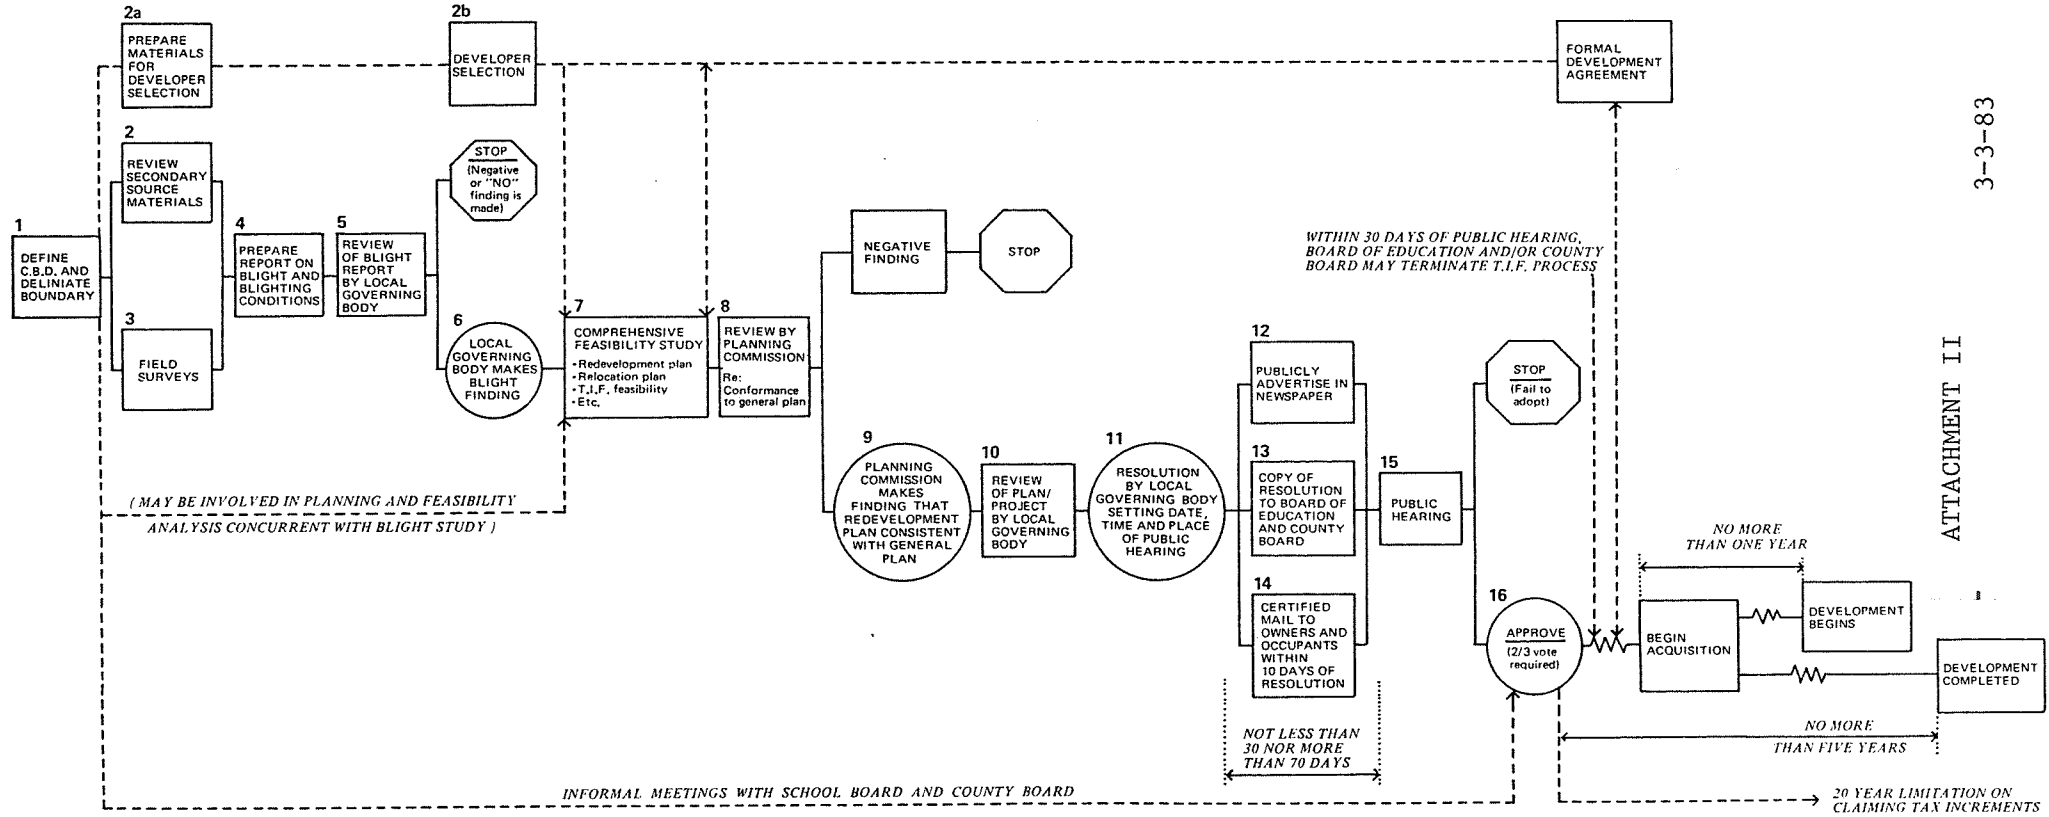 2a
PREPARE
MATERIALS
FOR
DEVELOPER
SELECTION
2b
DEVELOPER
SELECTION
FORMAL
DEVELOPMENT
AGREEMENT
3-3-83
ATTACHMENT II
1
DEFINE
C.B.D. AND
DELINIATE
BOUNDARY
2
REVIEW
SECONDARY
SOURCE
MATERIALS
3
FIELD
SURVEYS
4
PREPARE
REPORT ON
BLIGHT AND
BLIGHTING
CONDITIONS
5
REVIEW
OF BLIGHT
REPORT
BY LOCAL
GOVERNING
BODY
STOP
(Negative
or "NO"
finding is
made)
6
LOCAL
GOVERNING
BODY MAKES
BLIGHT
FINDING
7
COMPREHENSIVE
FEASIBILITY STUDY
•Redevelopment plan
•Relocation plan
•T.I.F. feasibility
•Etc.
8
REVIEW BY
PLANNING
COMMISSION
Re:
Conformance
to general plan
NEGATIVE
FINDING
STOP
9
PLANNING
COMMISSION
MAKES
FINDING THAT
REDEVELOPMENT
PLAN CONSISTENT
WITH GENERAL
PLAN
10
REVIEW
OF PLAN/
PROJECT
BY LOCAL
GOVERNING
BODY
11
RESOLUTION
BY LOCAL
GOVERNING BODY
SETTING DATE,
TIME AND PLACE
OF PUBLIC
HEARING
12
PUBLICLY
ADVERTISE IN
NEWSPAPER
13
COPY OF
RESOLUTION
TO BOARD OF
EDUCATION
AND COUNTY
BOARD
14
CERTIFIED
MAIL TO
OWNERS AND
OCCUPANTS
WITHIN
10 DAYS OF
RESOLUTION
NOT LESS THAN
30 NOR MORE
THAN 70 DAYS
15
PUBLIC
HEARING
STOP
(Fail to
adopt)
16
APPROVE
(2/3 vote
required)
WITHIN 30 DAYS OF PUBLIC HEARING,
BOARD OF EDUCATION AND/OR COUNTY
BOARD MAY TERMINATE T.I.F. PROCESS
BEGIN
ACQUISITION
NO MORE
THAN ONE YEAR
DEVELOPMENT
BEGINS
DEVELOPMENT
COMPLETED
NO MORE
THAN FIVE YEARS
20 YEAR LIMITATION ON
CLAIMING TAX INCREMENTS
(MAY BE INVOLVED IN PLANNING AND FEASIBILITY
ANALYSIS CONCURRENT WITH BLIGHT STUDY)
INFORMAL MEETINGS WITH SCHOOL BOARD AND COUNTY BOARD